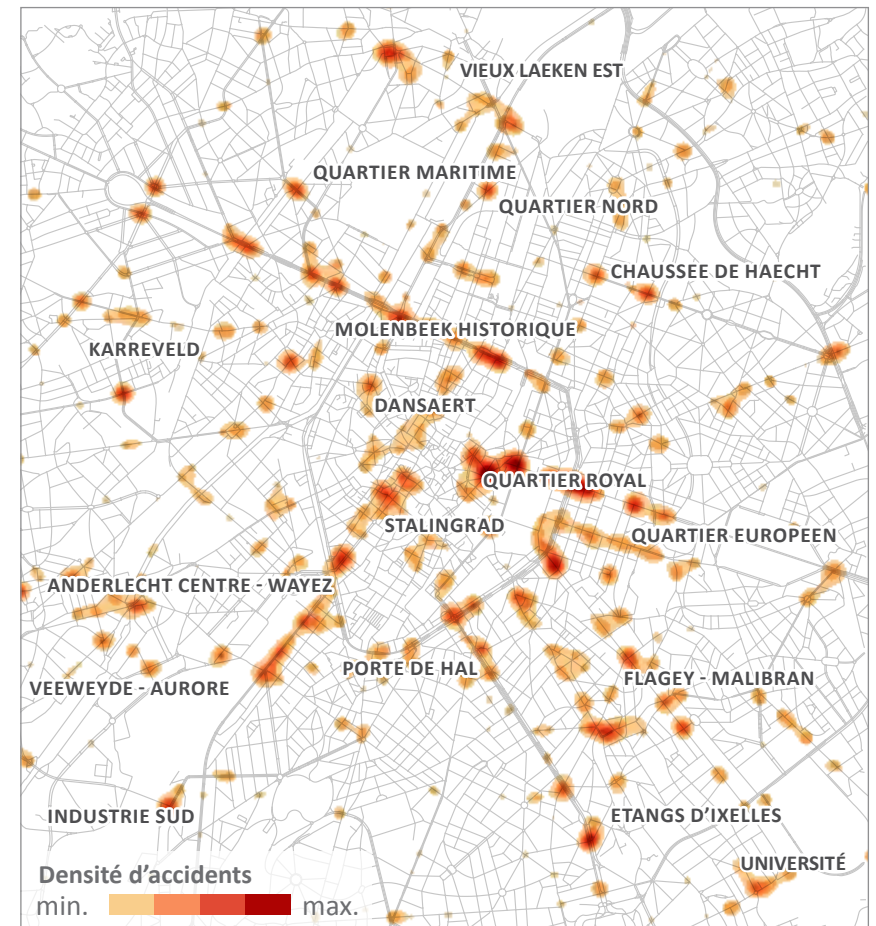 VIEUX LAEKEN EST
QUARTIER MARITIME
QUARTIER NORD
CHAUSSEE DE HAECHT
MOLENBEEK HISTORIQUE
KARREVELD
DANSAERT
QUARTIER ROYAL
STALINGRAD
QUARTIER EUROPEEN
ANDERLECHT CENTRE - WAYEZ
PORTE DE HAL
FLAGEY - MALIBRAN
VEEWEYDE - AURORE
INDUSTRIE SUD
ETANGS D'IXELLES
UNIVERSITÉ
Densité d'accidents
min. max.